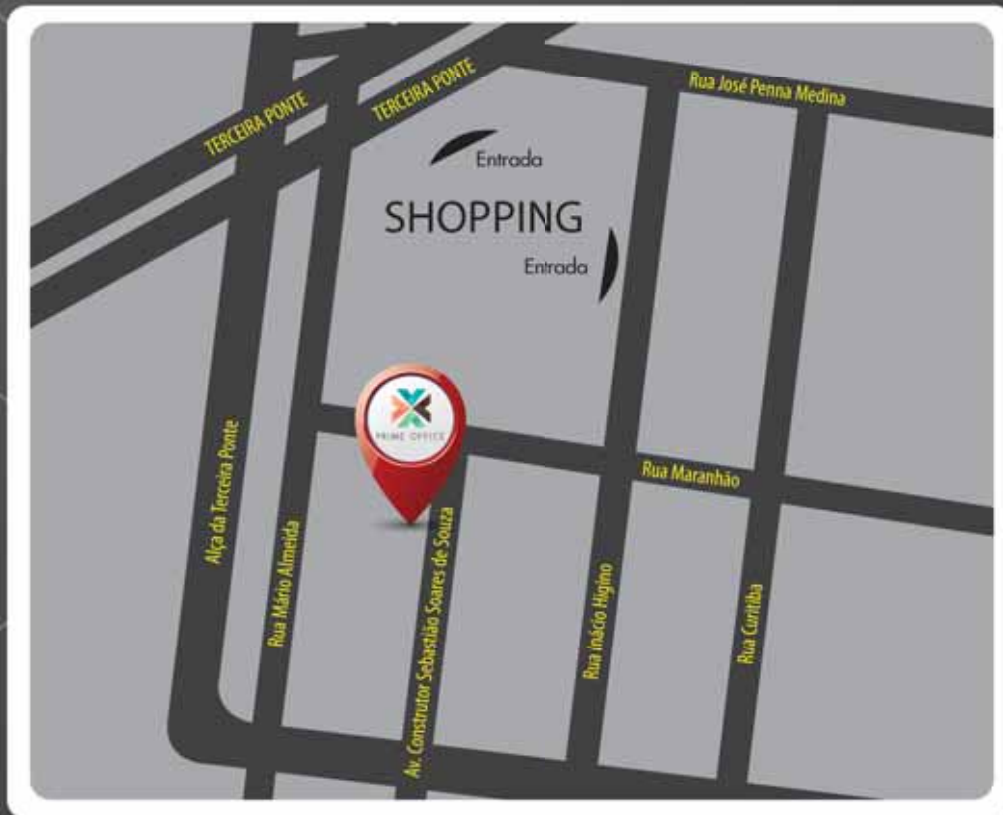 TERCEIRA PONTE
TERCEIRA PONTE
Rua José Penna Medina
Entrada
SHOPPING
Entrada
PRIME OFFICE
Rua Maranhão
Alça da Terceira Ponte
Rua Mário Almeida
Av. Construtor Sebastião Soares de Souza
Rua inácio Higino
Rua Curitiba